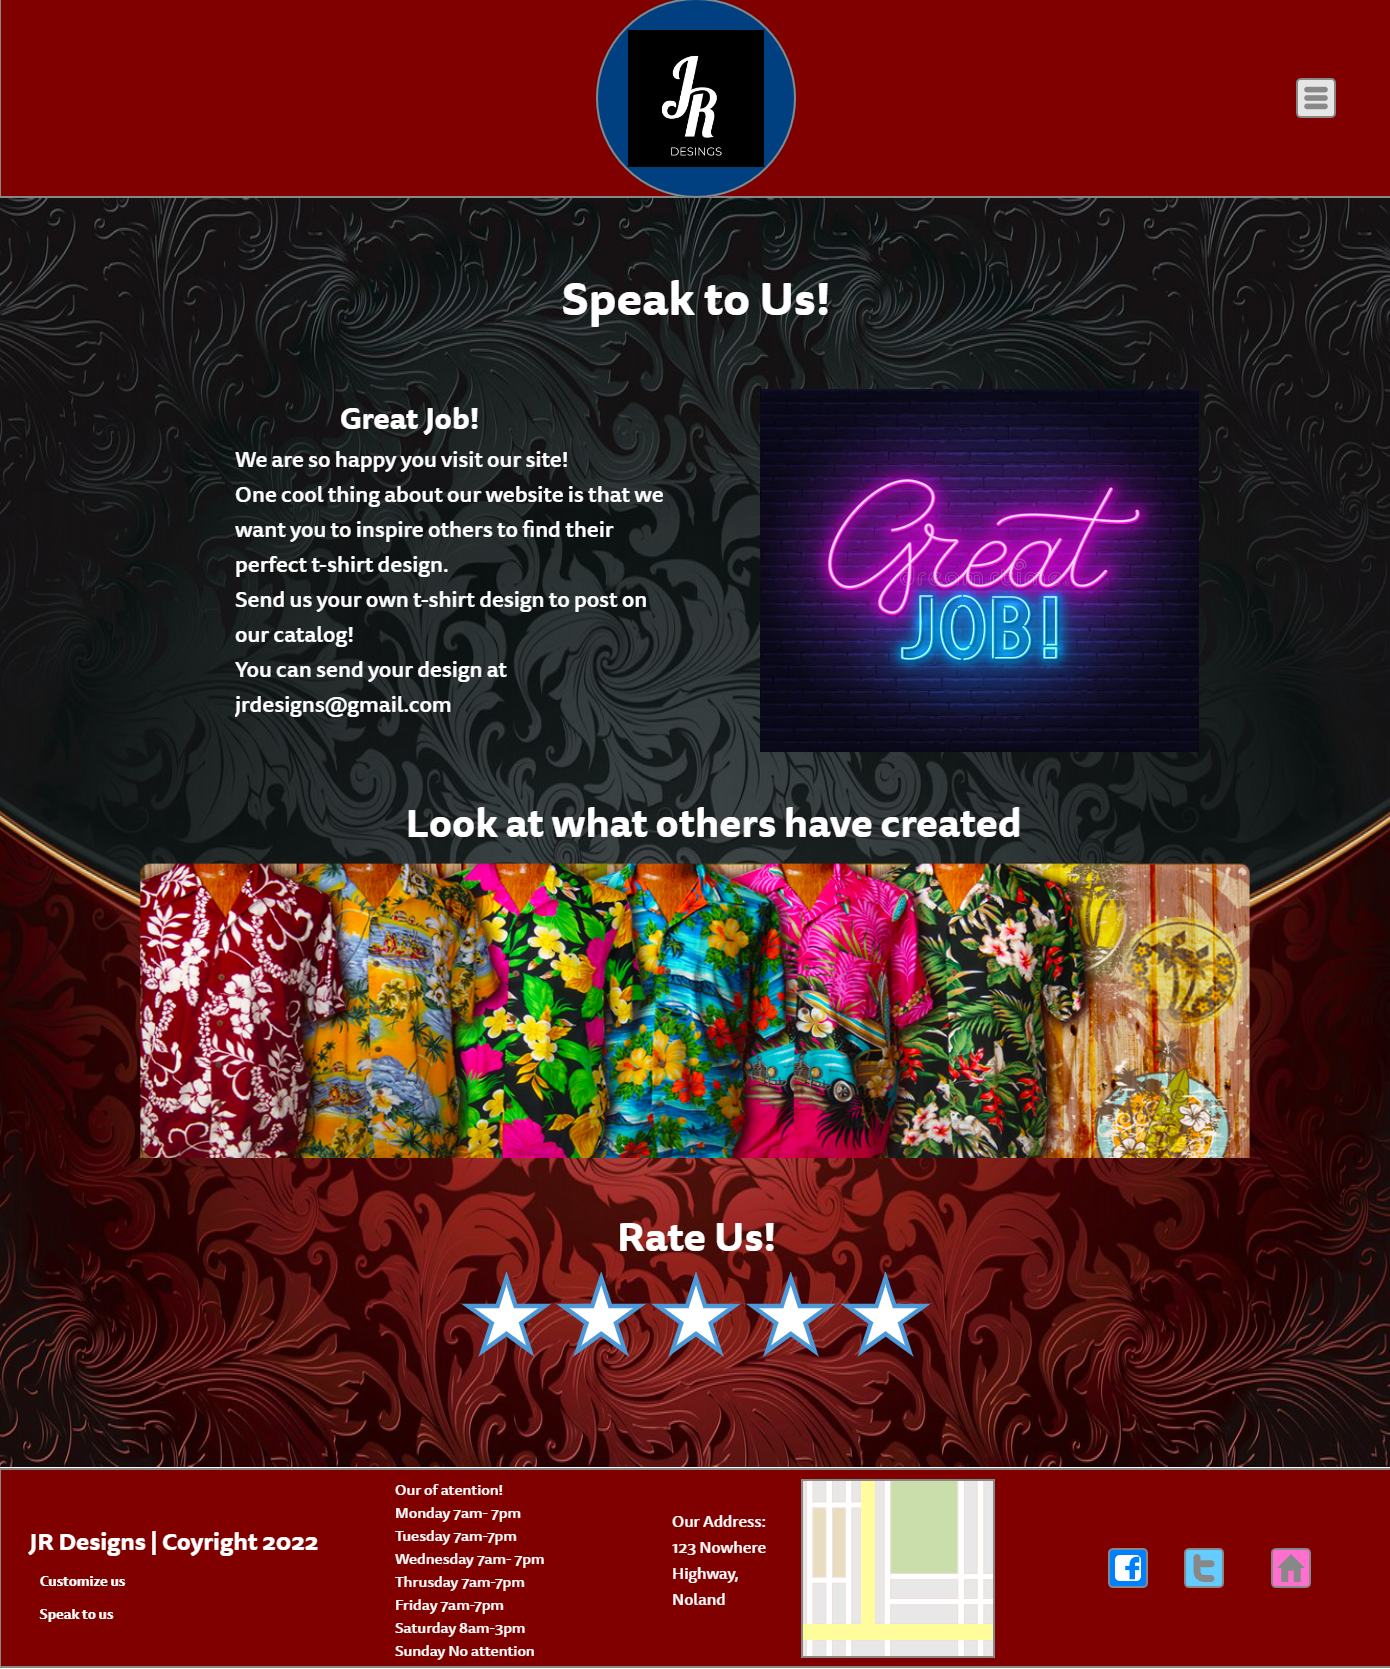 JR
DESINGS
Speak to Us!
Great Job!
We are so happy you visit our site!
One cool thing about our website is that we
want you to inspire others to find their
perfect t-shirt design.
Send us your own t-shirt design to post on
our catalog!
You can send your design at
jrdesigns@gmail.com
Great
JOB!
dreamstime
Look at what others have created
Rate Us!
JR Designs | Coyright 2022
Customize us
Speak to us
Our of atention!
Monday 7am- 7pm
Tuesday 7am-7pm
Wednesday 7am- 7pm
Thrusday 7am-7pm
Friday 7am-7pm
Saturday 8am-3pm
Sunday No attention
Our Address:
123 Nowhere
Highway,
Noland